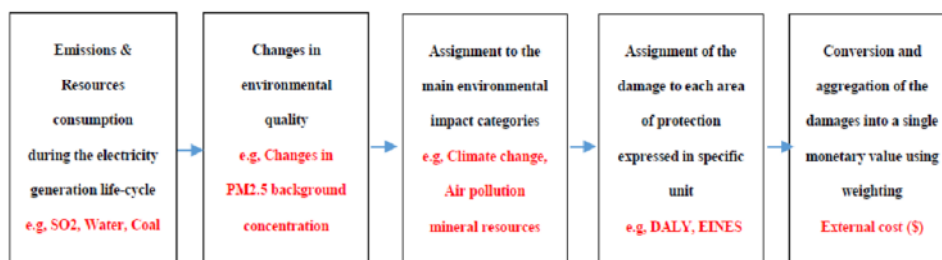 Emissions &
Resources
consumption
during the electricity
generation life-cycle
e.g, SO2, Water, Coal
Changes in
environmental
quality
e.g, Changes in
PM2.5 background
concentration
Assignment to the
main environmental
impact categories
e.g, Climate change,
Air pollution
mineral resources
Assignment of the
damage to each area
of protection
expressed in specific
unit
e.g, DALY, EINES
Conversion and
aggregation of the
damages into a single
monetary value using
weighting
External cost ($)